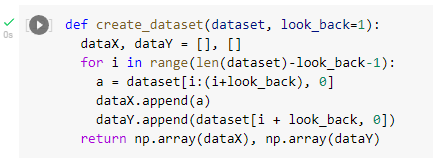 def create_dataset(dataset, look_back=1):
  dataX, dataY = [], []
  for i in range(len(dataset)-look_back-1):
    a = dataset[i:(i+look_back), 0]
    dataX.append(a)
    dataY.append(dataset[i + look_back, 0])
  return np.array(dataX), np.array(dataY)
0s